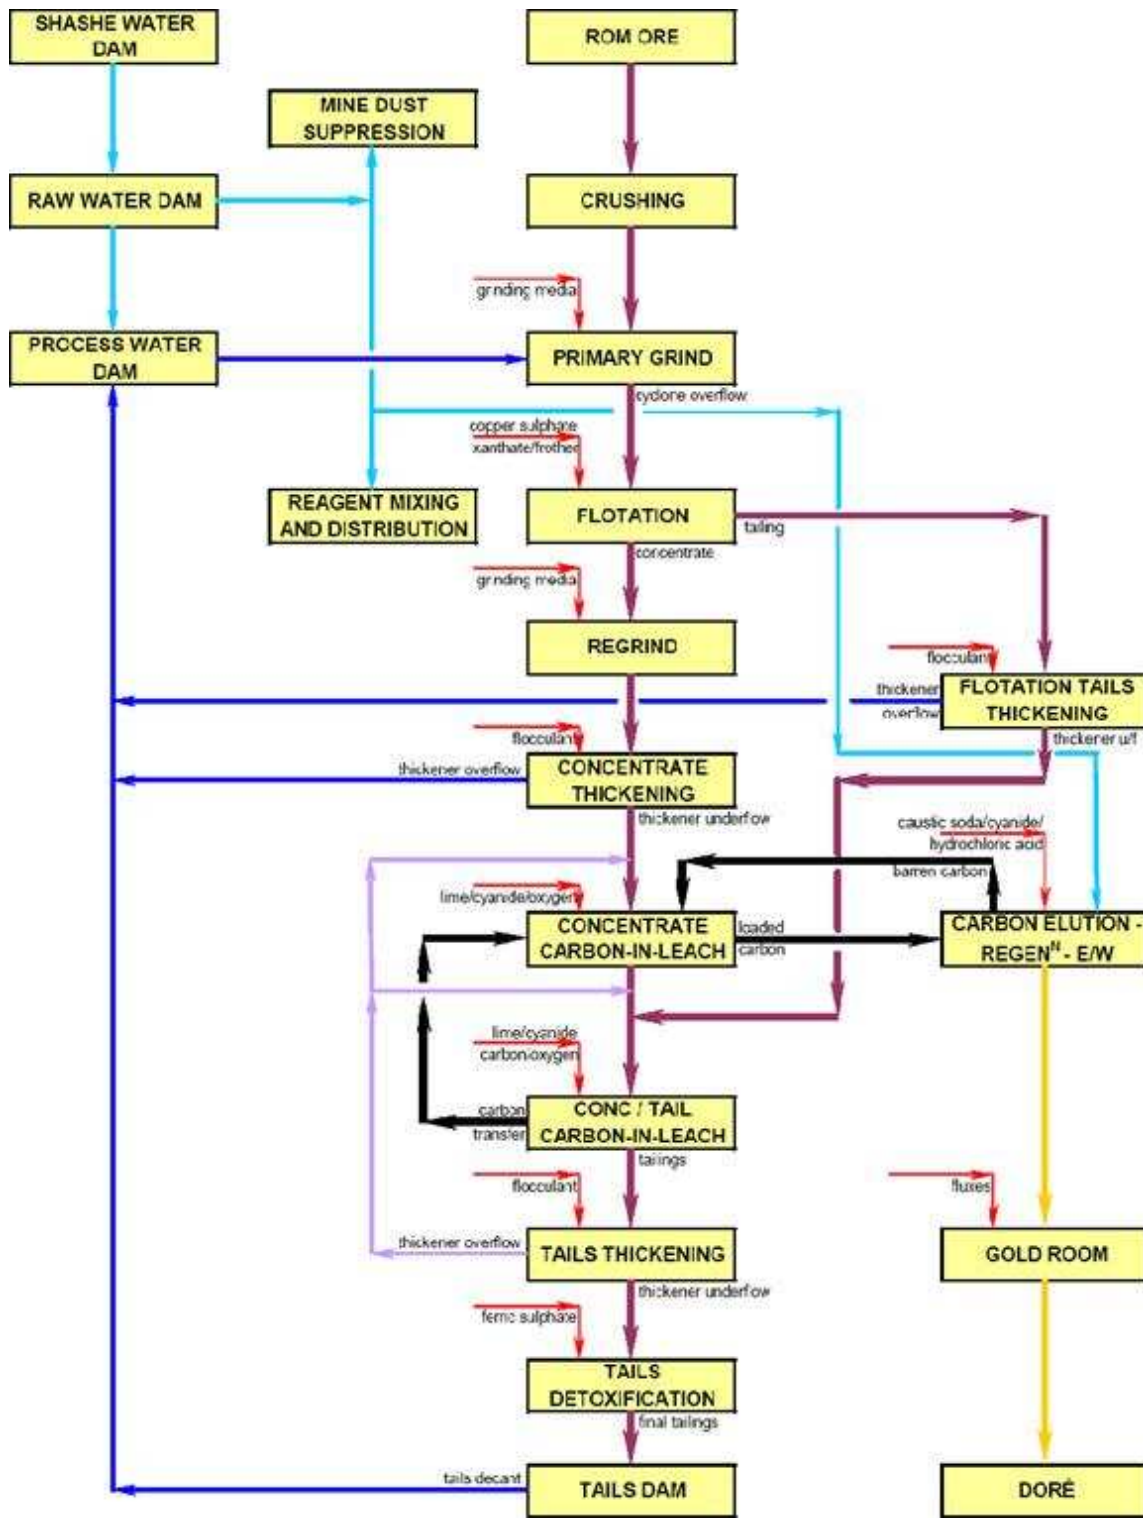 SHASHE WATER
DAM
ROM ORE
MINE DUST
SUPPRESSION
RAW WATER DAM
CRUSHING
grinding media
PROCESS WATER
DAM
PRIMARY GRIND
cyclone overflow
copper sulphate
xanthate/frother
REAGENT MIXING
AND DISTRIBUTION
FLOTATION
tailing
concentrate
grinding media
REGRIND
flocculant
thickener
overflow
FLOTATION TAILS
THICKENING
thickener u/f
flocculant
thickener overflow
CONCENTRATE
THICKENING
thickener underflow
caustic soda/cyanide/
hydrochloric acid
barren carbon
lime/cyanide/oxygen
CONCENTRATE
CARBON-IN-LEACH
loaded
carbon
CARBON ELUTION -
REGENᴺ - E/W
lime/cyanide
carbon/oxygen
carbon
transfer
CONC / TAIL
CARBON-IN-LEACH
tailings
flocculant
fluxes
thickener overflow
TAILS THICKENING
GOLD ROOM
thickener underflow
ferric sulphate
TAILS
DETOXIFICATION
final tailings
tails decant
TAILS DAM
DORÉ